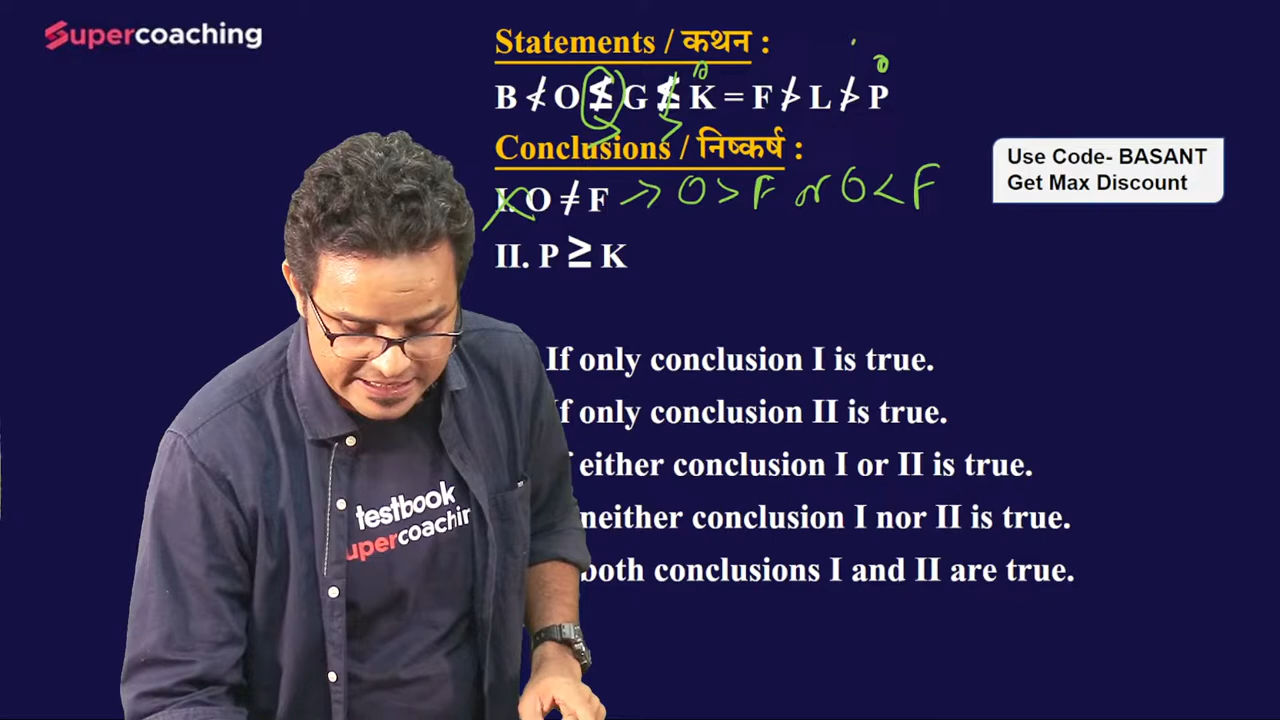 Supercoaching
Statements / कथन :
B ≮ O ≰ G ≰ K = F ≯ L ≯ P
Conclusions / निष्कर्ष :
I. O ≠ F → O > F or O < F
II. P ≥ K
Use Code- BASANT
Get Max Discount
If only conclusion I is true.
If only conclusion II is true.
f either conclusion I or II is true.
neither conclusion I nor II is true.
both conclusions I and II are true.
testbook
supercoachin